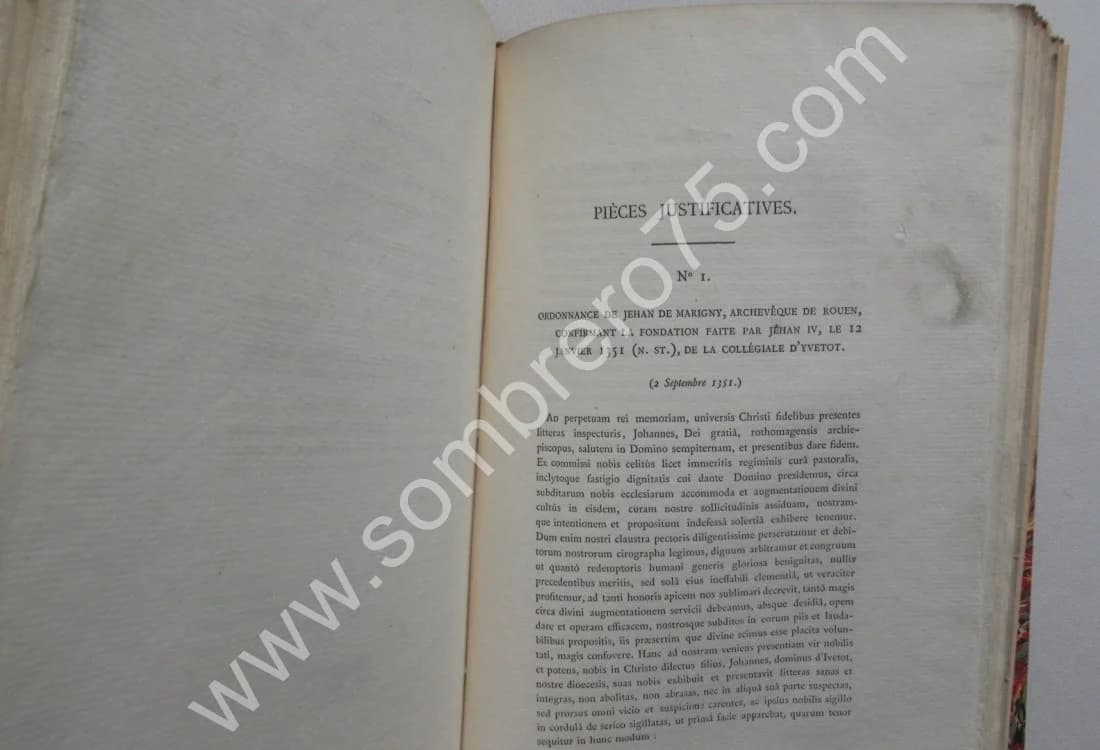 PIÈCES JUSTIFICATIVES.
Nº 1.
ORDONNANCE DE JEHAN DE MARIGNY, ARCHEVÊQUE DE ROUEN,
CONFIRMANT LA FONDATION FAITE PAR JÉHAN IV, LE 12
JANVIER 1351 (N. ST.), DE LA COLLÉGIALE D'YVETOT.
(2 Septembre 1351.)
AD perpetuam rei memoriam, universis Christi fidelibus presentes
litteras inspecturis, Johannes, Dei gratiâ, rothomagensis archie-
piscopus, salutem in Domino sempiternam, et presentibus dare fidem.
Ex commissi nobis celitùs licet immeritis regiminis curâ pastoralis,
inclytoque fastigio dignitatis cui dante Domino presidemus, circa
subditarum nobis ecclesiarum accommoda et augmentationem divini
cultûs in eisdem, curam nostre sollicitudinis assiduam, nostram-
que intentionem et propositum indefessâ solertiâ exhibere tenemur.
Dum enim nostri claustra pectoris diligentissime perscrutamur et debi-
torum nostrorum cirographa legimus, dignum arbitramur et congruum
ut quantò redemptoris humani generis gloriosa benignitas, nullis
precedentibus meritis, sed solâ eius ineffabili clementiâ, ut veraciter
profitemur, ad tanti honoris apicem nos sublimari decrevit, tantò magis
circa divini augmentationem servicii debeamus, absque desidiâ, opem
dare et operam efficacem, nostrosque subditos in eorum piis et lauda-
bilibus propositis, iis præsertim que divine scimus esse placita volun-
tati, magis confovere. Hanc ad nostram veniens presentiam vir nobilis
et potens, nobis in Christo dilectus filius, Johannes, dominus d'Ivetot,
nostre diocesis, suas nobis exhibuit et presentavit litteras sanas et
integras, non abolitas, non abrasas, nec in aliquâ suâ parte suspectas,
sed prorsus omni vicio et suspicione carentes, ac ipsius nobilis sigillo
in cordulâ de serico sigillatas, ut primâ facie apparebat, quarum tenor
sequitur in hunc modum :
www.sombrero75.com